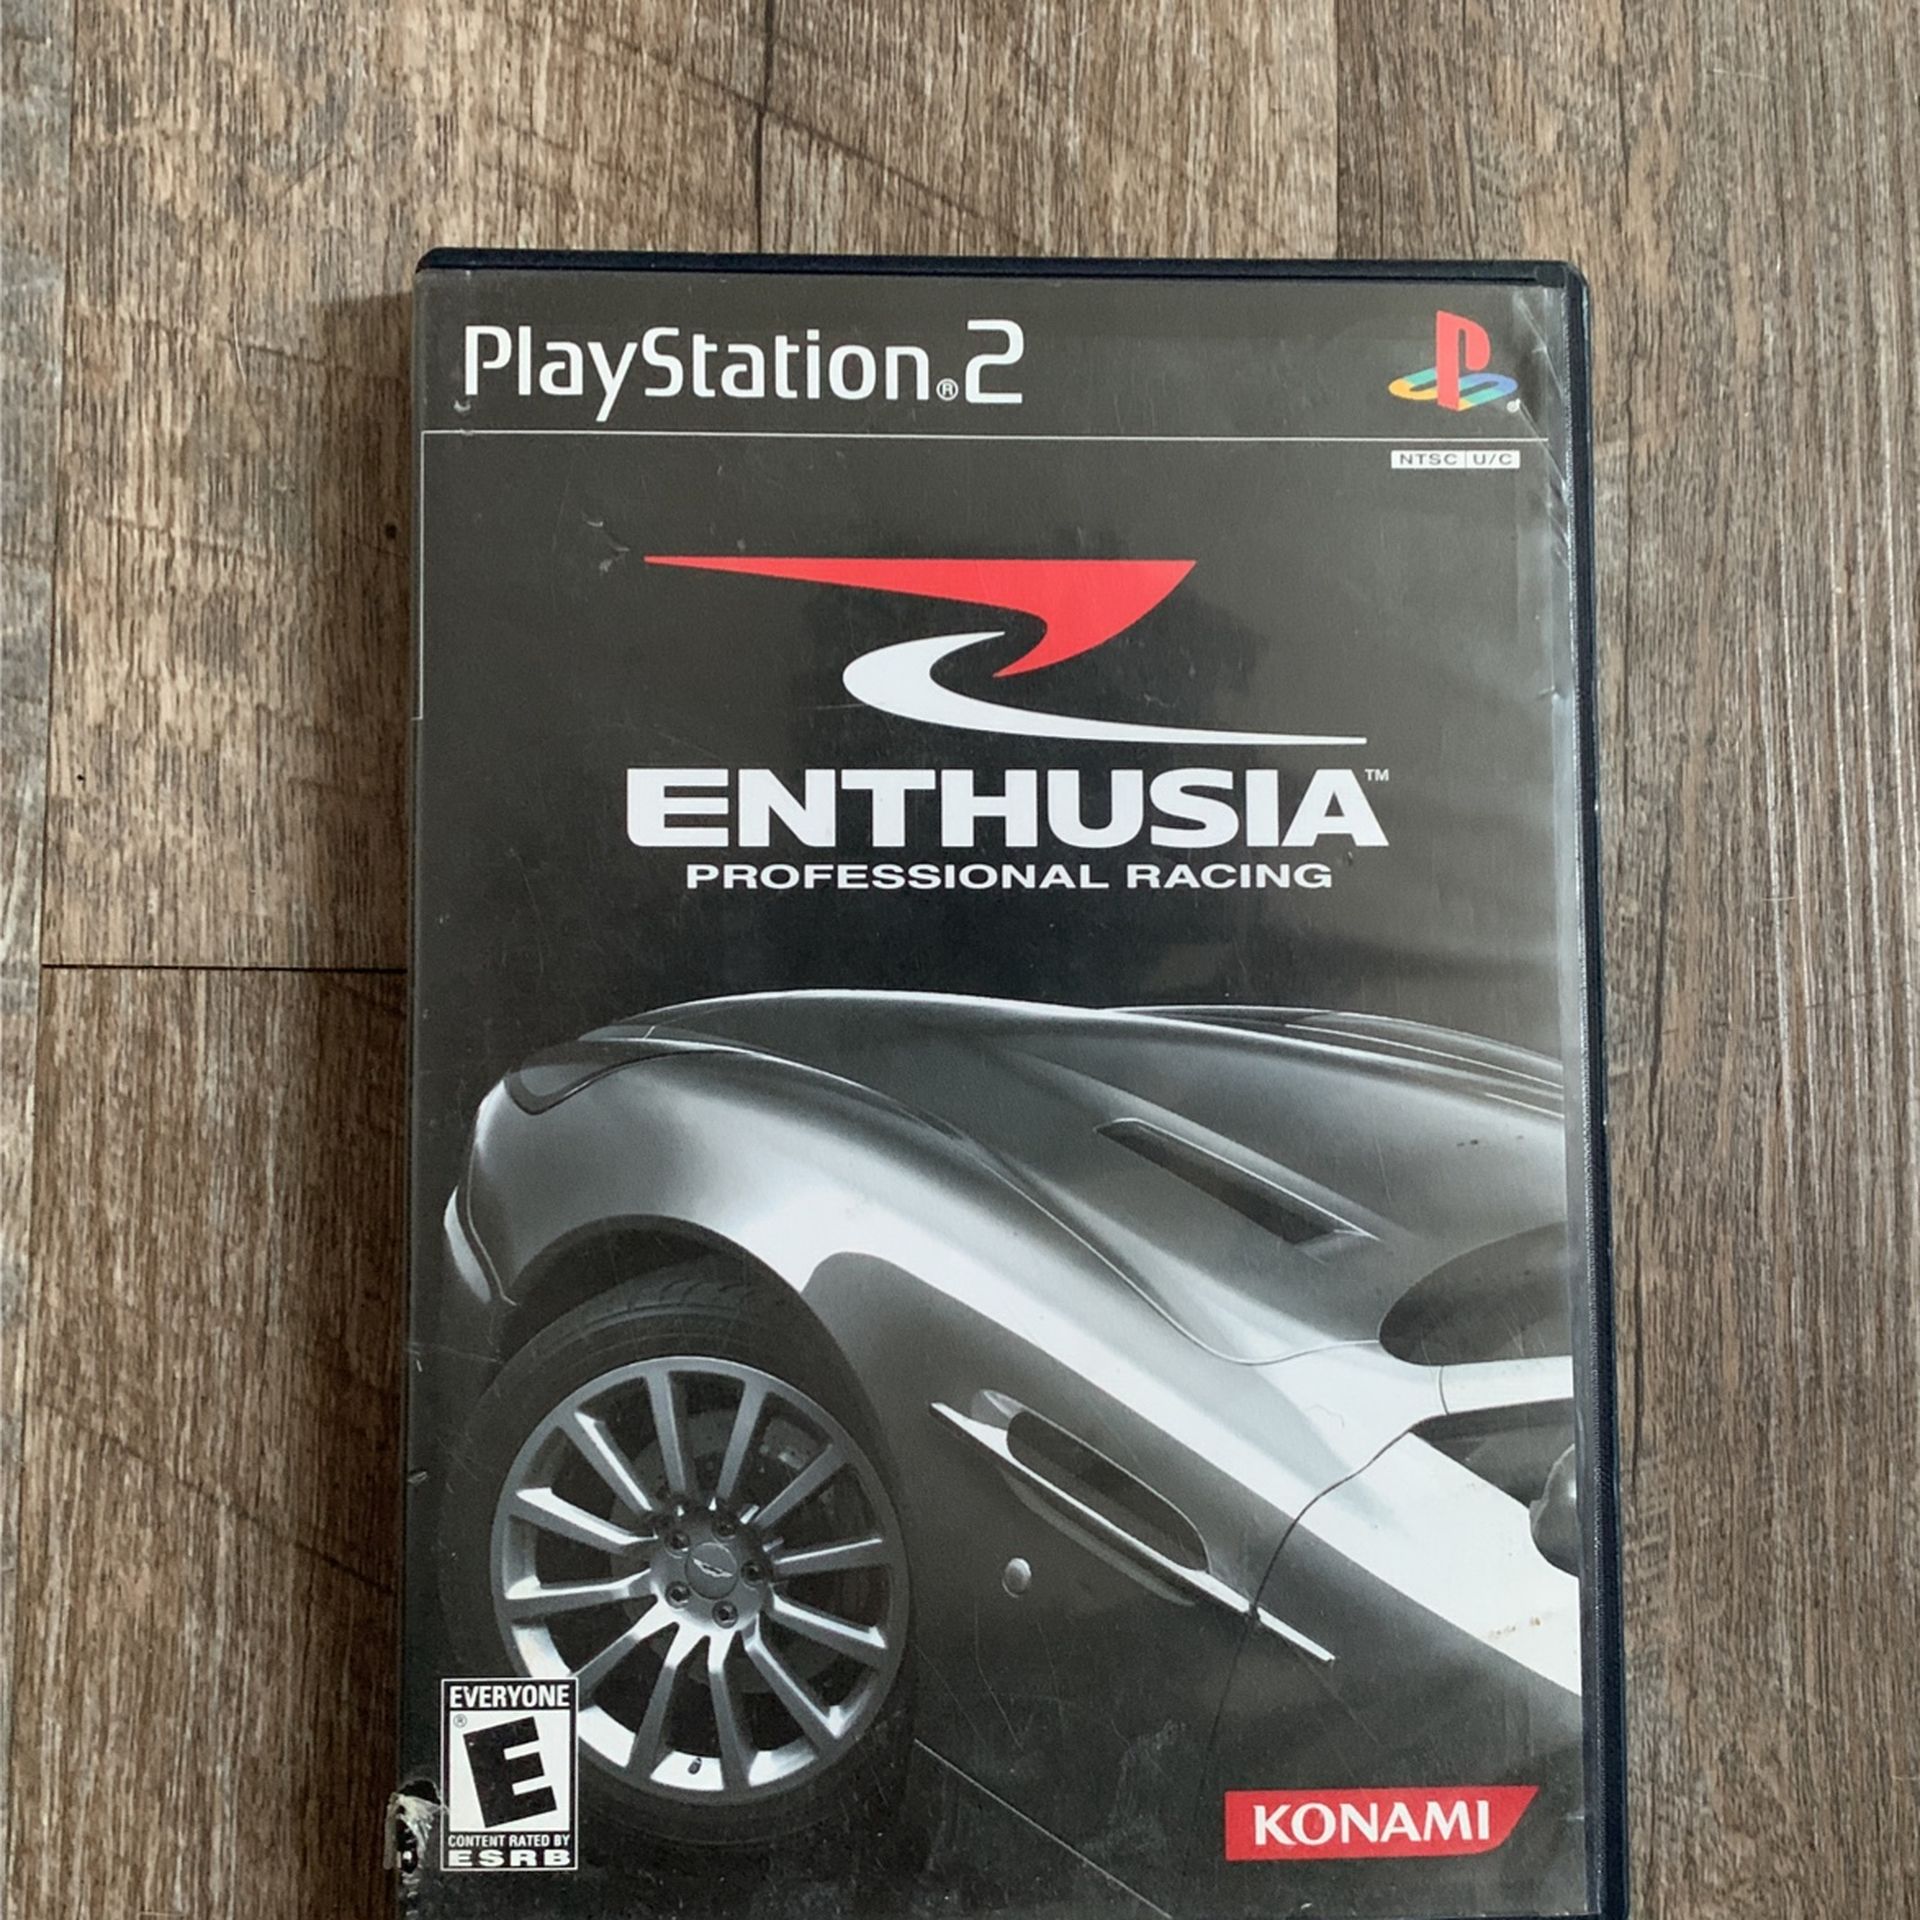 PlayStation®2
NTSC U/C
ENTHUSIA™
PROFESSIONAL RACING
EVERYONE
E®
CONTENT RATED BY
ESRB
KONAMI